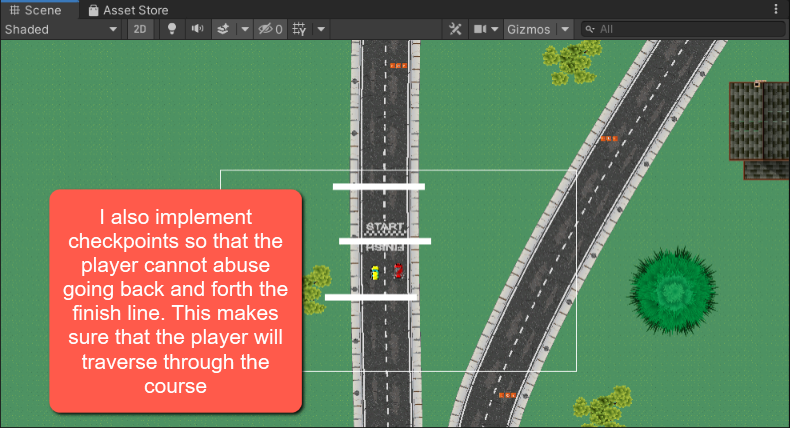 Scene
Asset Store
Shaded
2D
0
Gizmos
All
START
FINISH
I also implement
checkpoints so that the
player cannot abuse
going back and forth the
finish line. This makes
sure that the player will
traverse through the
course